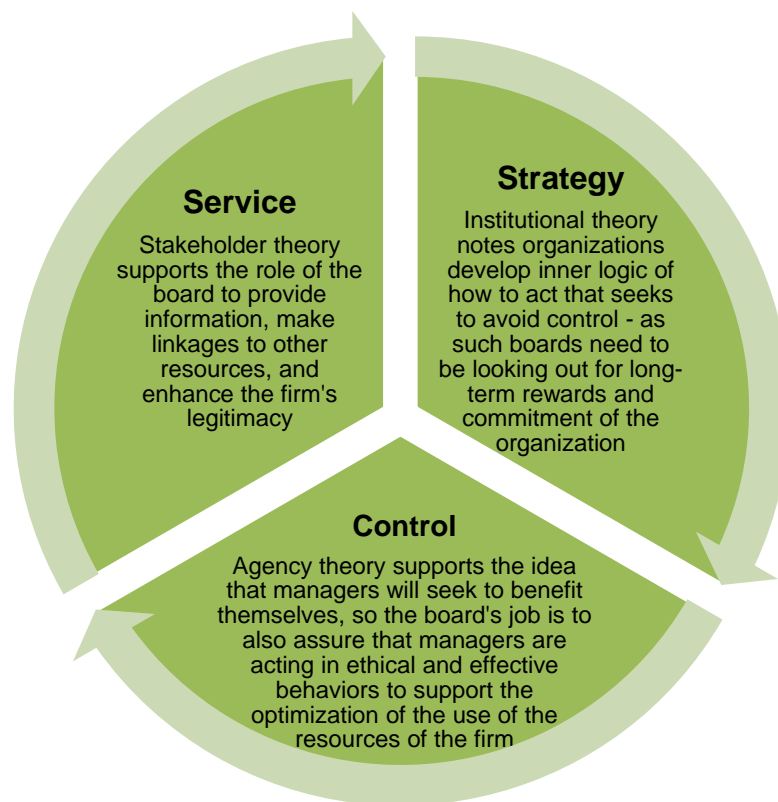 Service
Stakeholder theory
supports the role of the
board to provide
information, make
linkages to other
resources, and
enhance the firm's
legitimacy
Strategy
Institutional theory
notes organizations
develop inner logic of
how to act that seeks
to avoid control - as
such boards need to
be looking out for long-
term rewards and
commitment of the
organization
Control
Agency theory supports the idea
that managers will seek to benefit
themselves, so the board's job is to
also assure that managers are
acting in ethical and effective
behaviors to support the
optimization of the use of the
resources of the firm